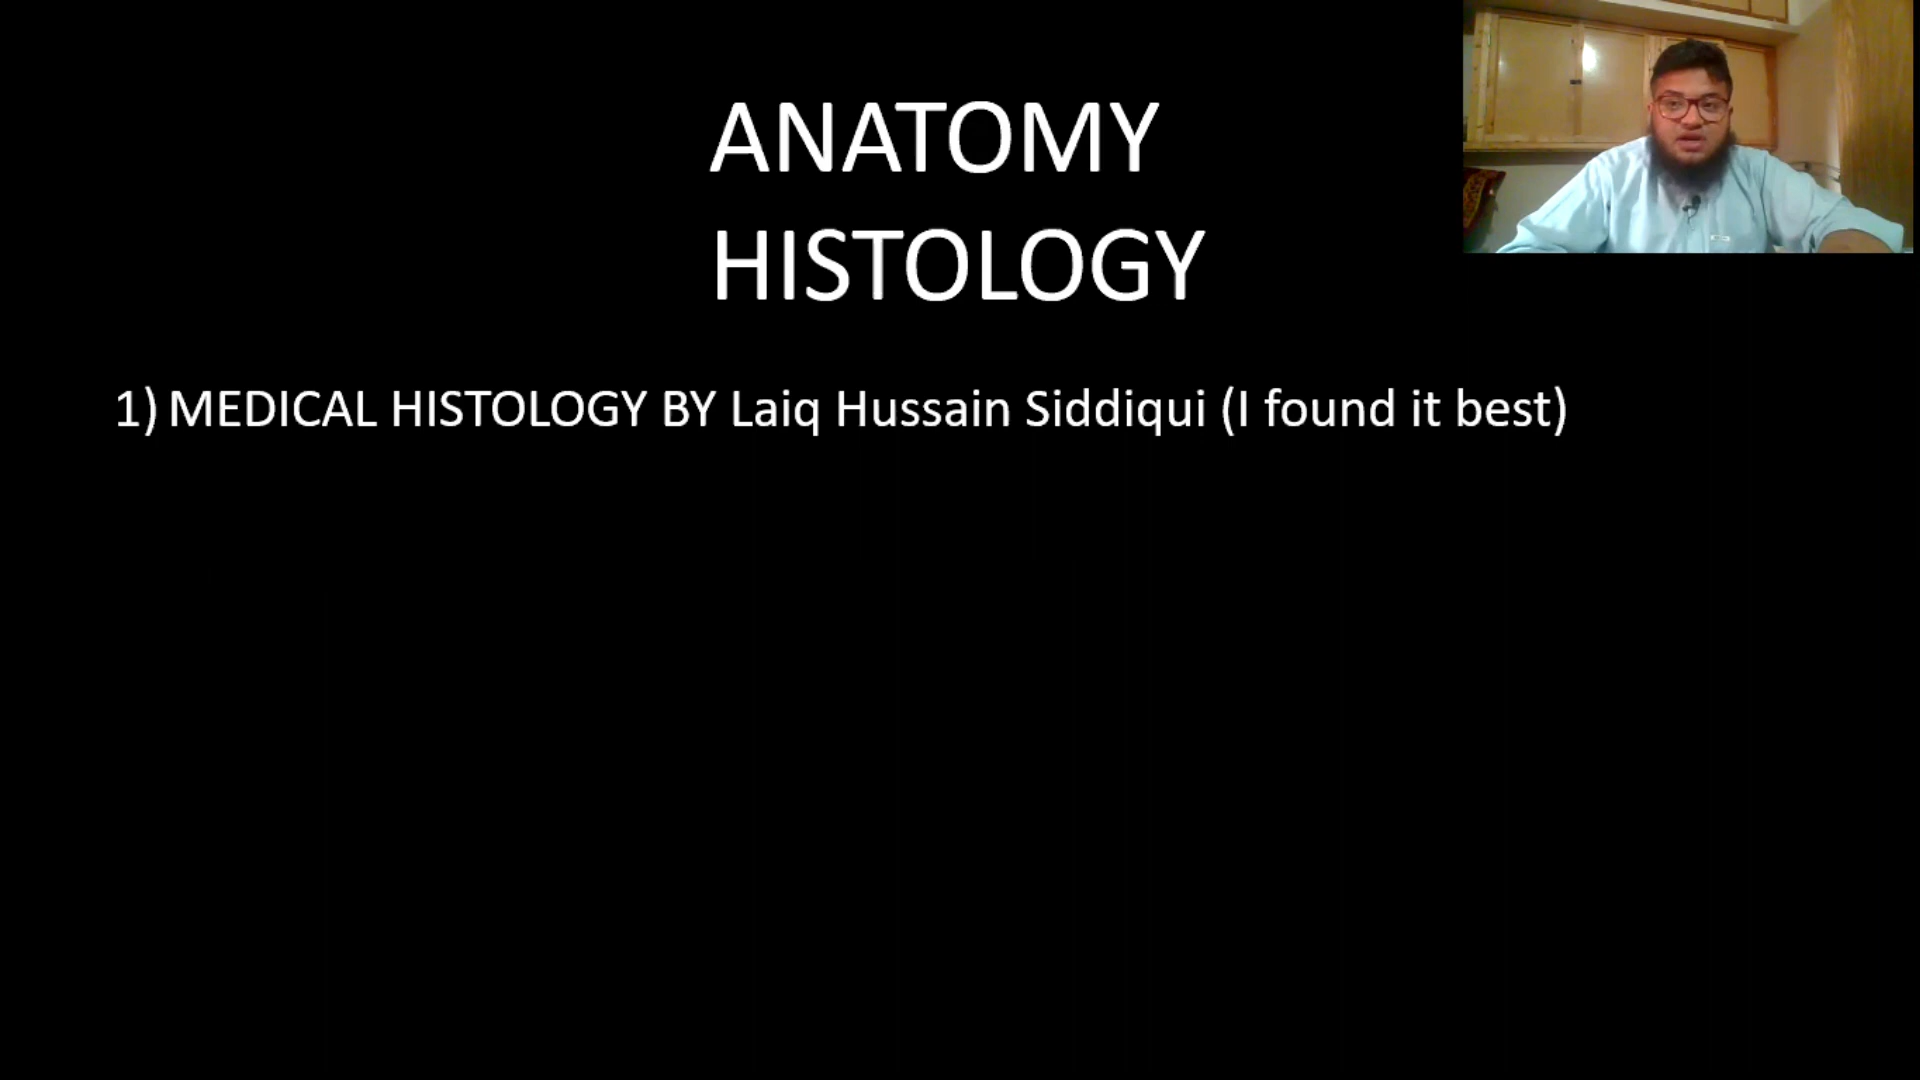 ANATOMY
HISTOLOGY
1) MEDICAL HISTOLOGY BY Laiq Hussain Siddiqui (I found it best)